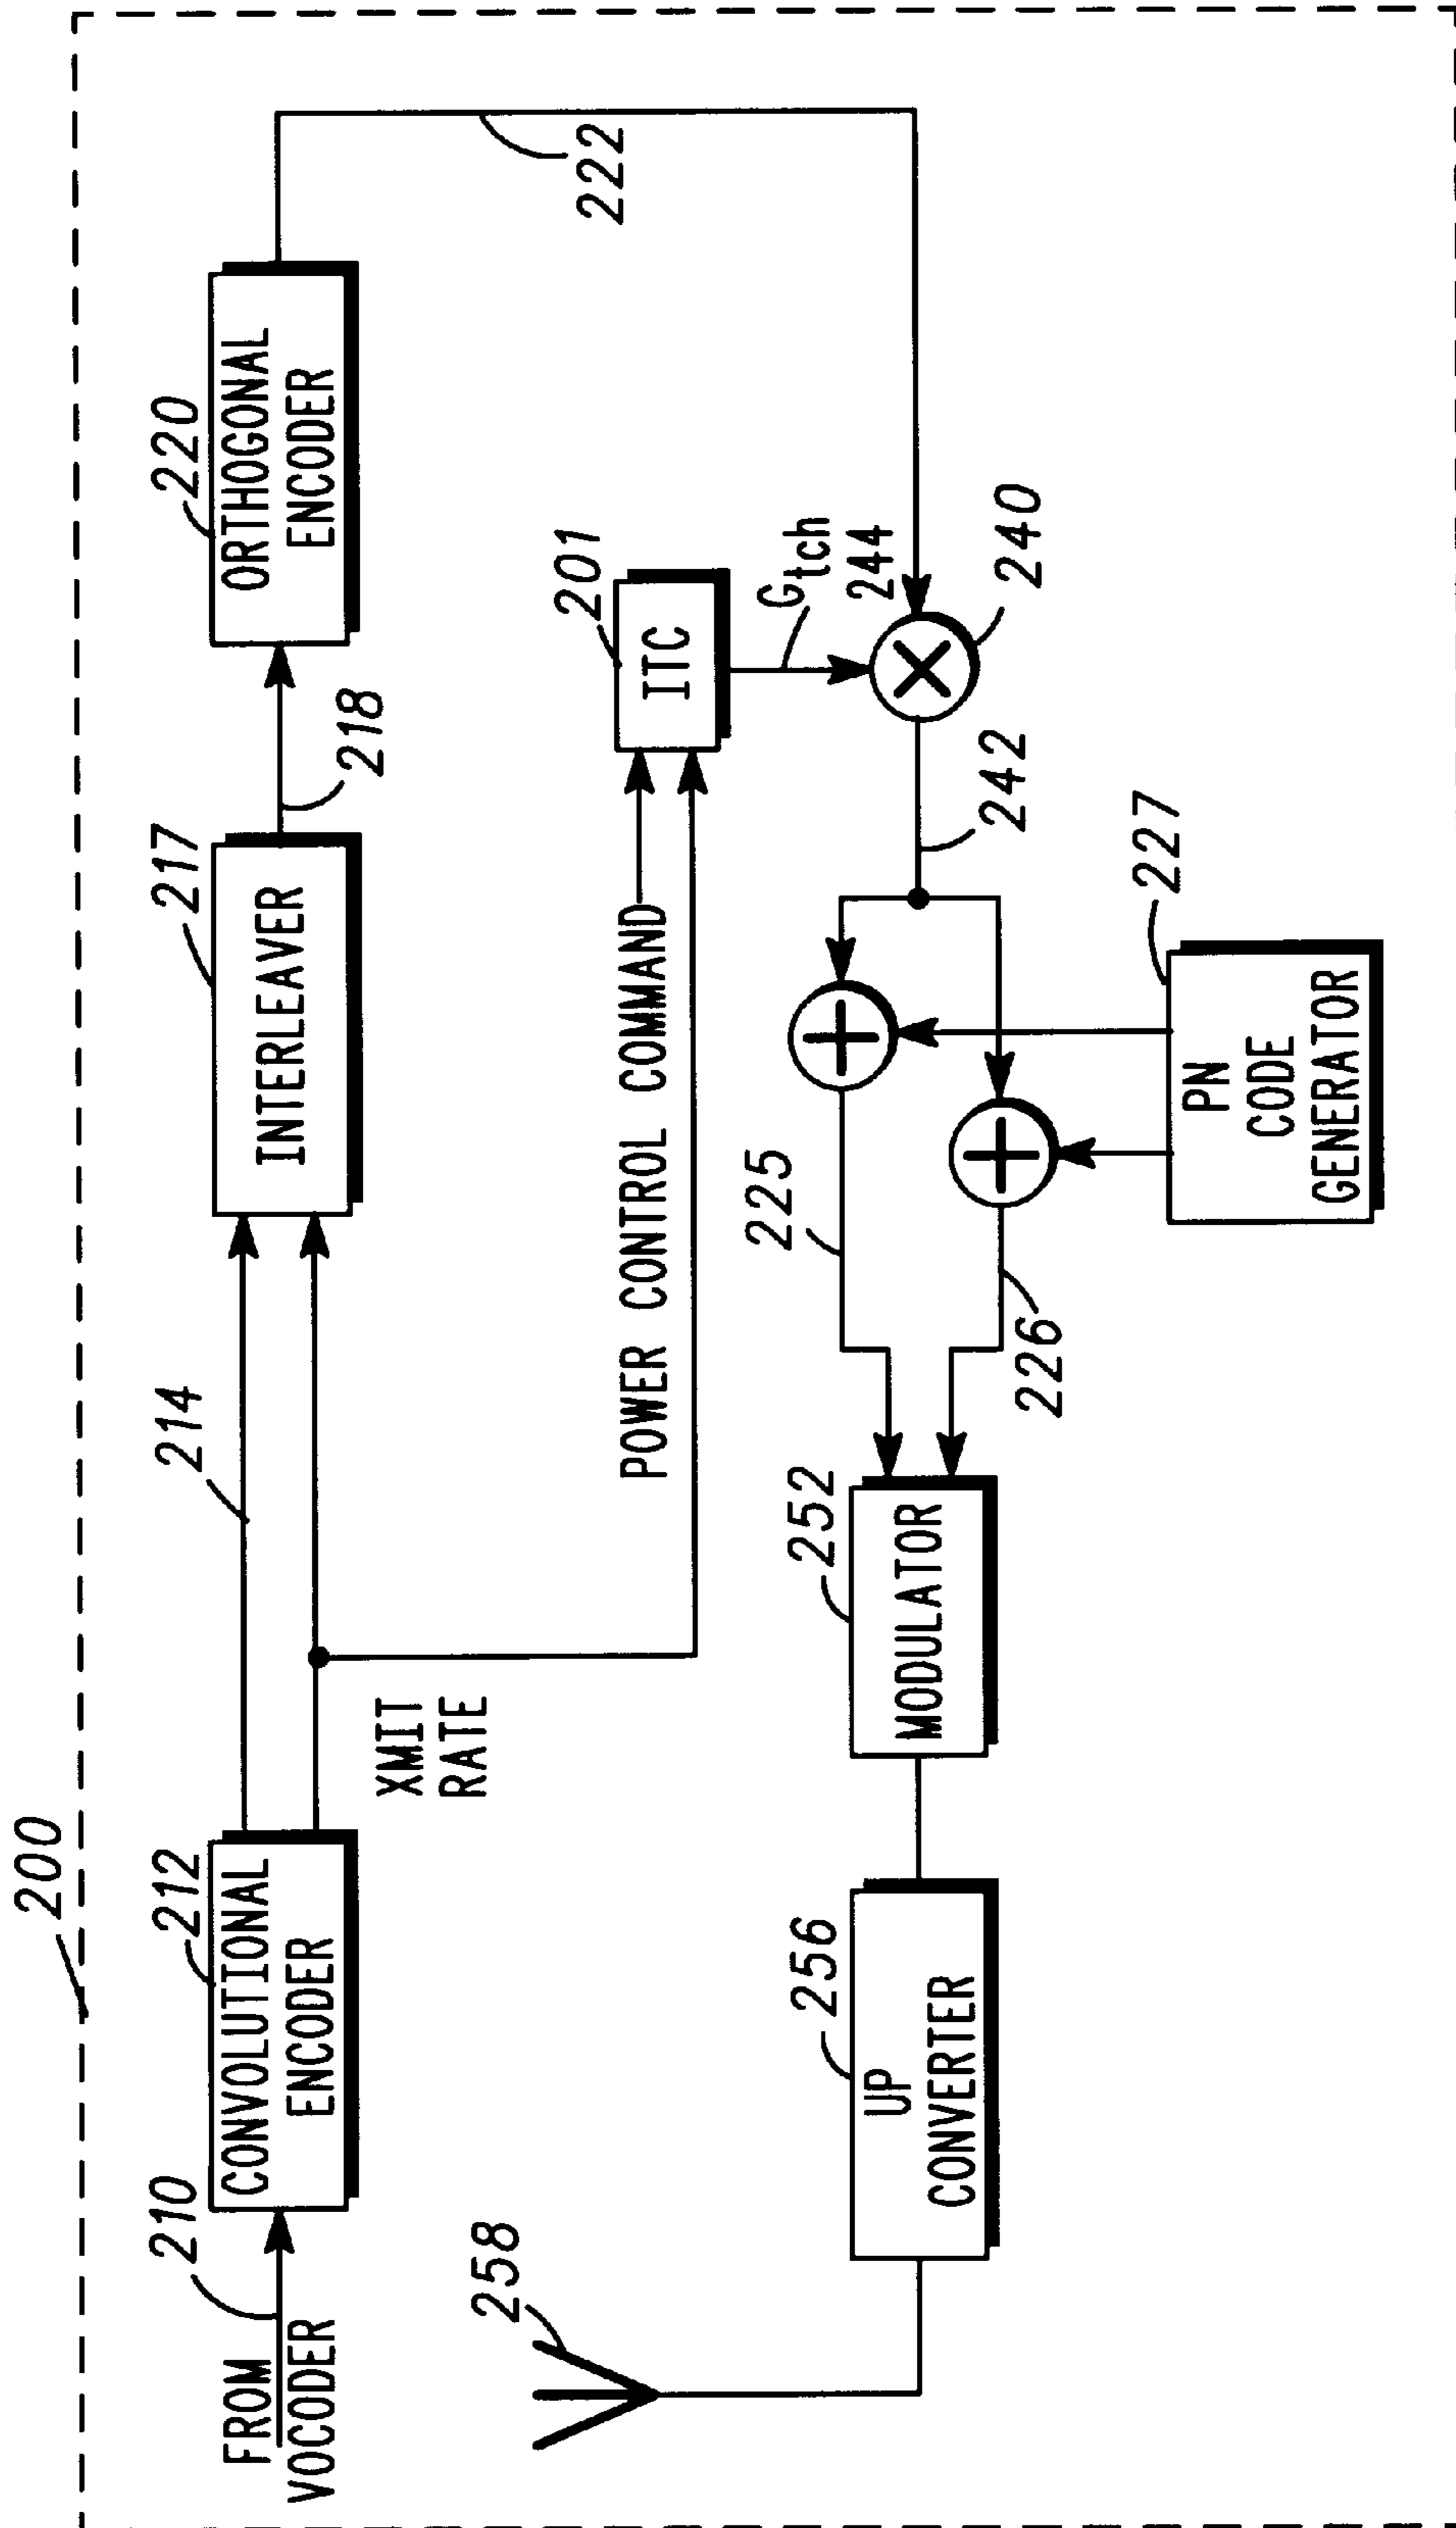 200
210
FROM
VOCODER
212
CONVOLUTIONAL
ENCODER
214
XMIT
RATE
217
INTERLEAVER
218
220
ORTHOGONAL
ENCODER
222
POWER CONTROL COMMAND
201
ITC
Gtch
244
240
242
225
226
227
PN
CODE
GENERATOR
252
MODULATOR
256
UP
CONVERTER
258